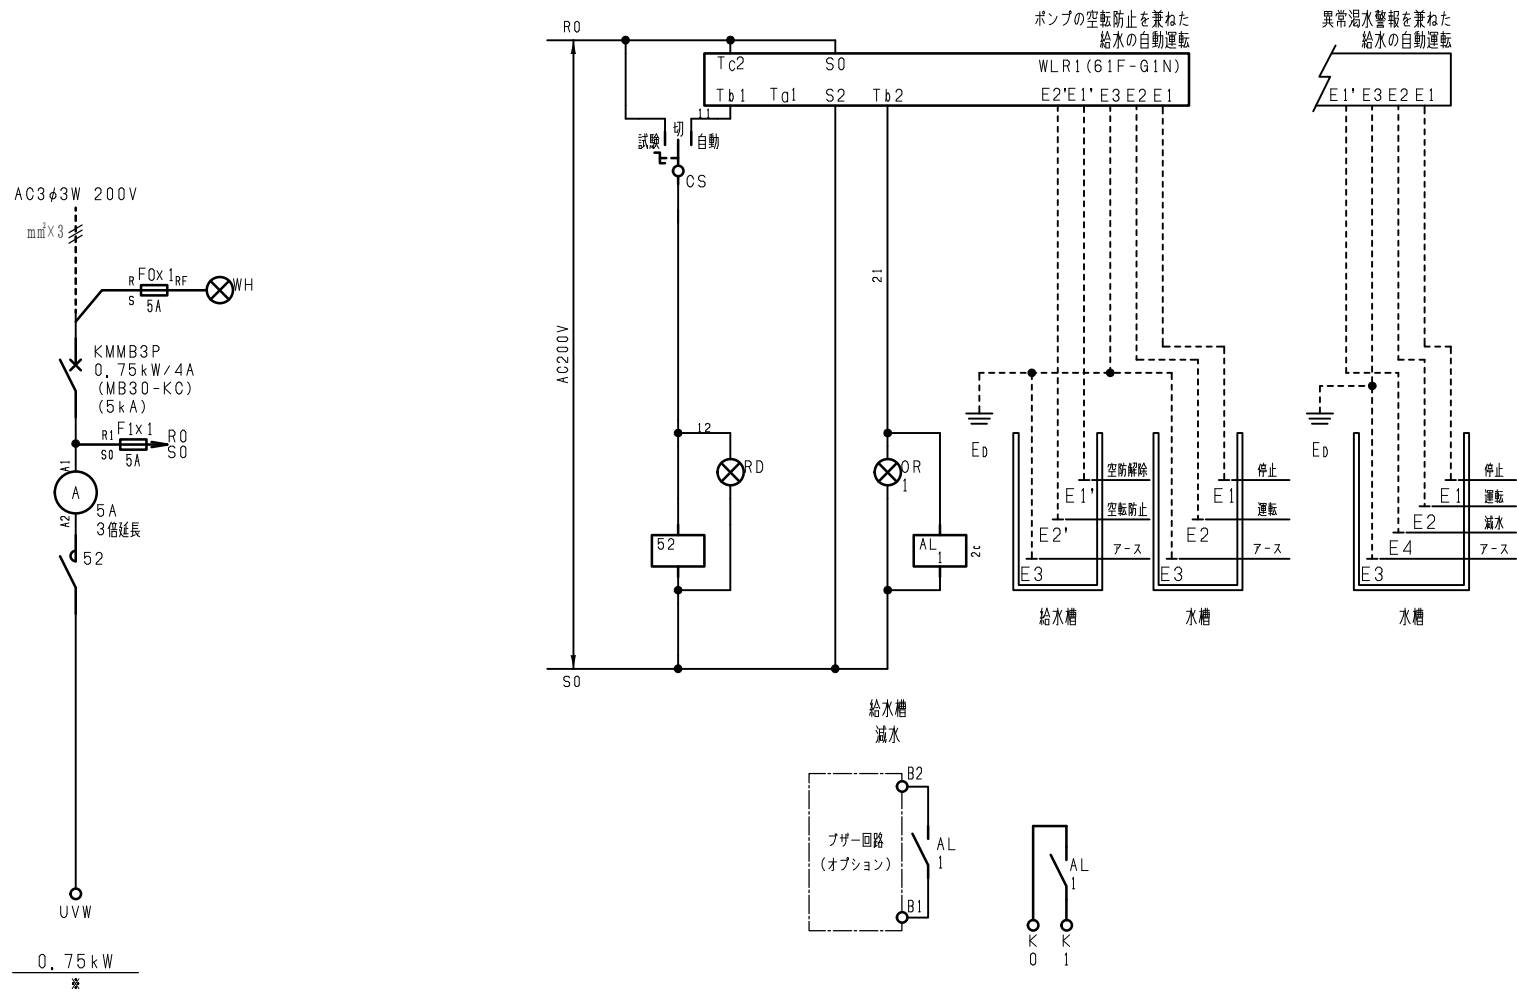 AC3φ3W 200V
mm²×3
R
F0x1
RF
WH
S
5A
KMMB3P
0.75kW/4A
(MB30-KC)
(5kA)
R1
F1x1
R0
S0
S0
5A
A1
A
A2
5A
3倍延長
52
UVW
0.75kW
R0
AC200V
S0
ポンプの空転防止を兼ねた
給水の自動運転
Tc2
S0
WLR1(61F-G1N)
Tb1
Ta1
S2
Tb2
E2'
E1'
E3
E2
E1
11
試験
切
自動
CS
12
RD
52
21
OR
1
AL
1
2c
ED
空防解除
E1'
空転防止
E2'
アース
E3
給水槽
停止
E1
運転
E2
アース
E3
水槽
異常渇水警報を兼ねた
給水の自動運転
E1'
E3
E2
E1
ED
停止
E1
運転
E2
減水
E4
アース
E3
水槽
給水槽
減水
B2
ブザー回路
(オプション)
AL
1
B1
AL
1
K
0
K
1